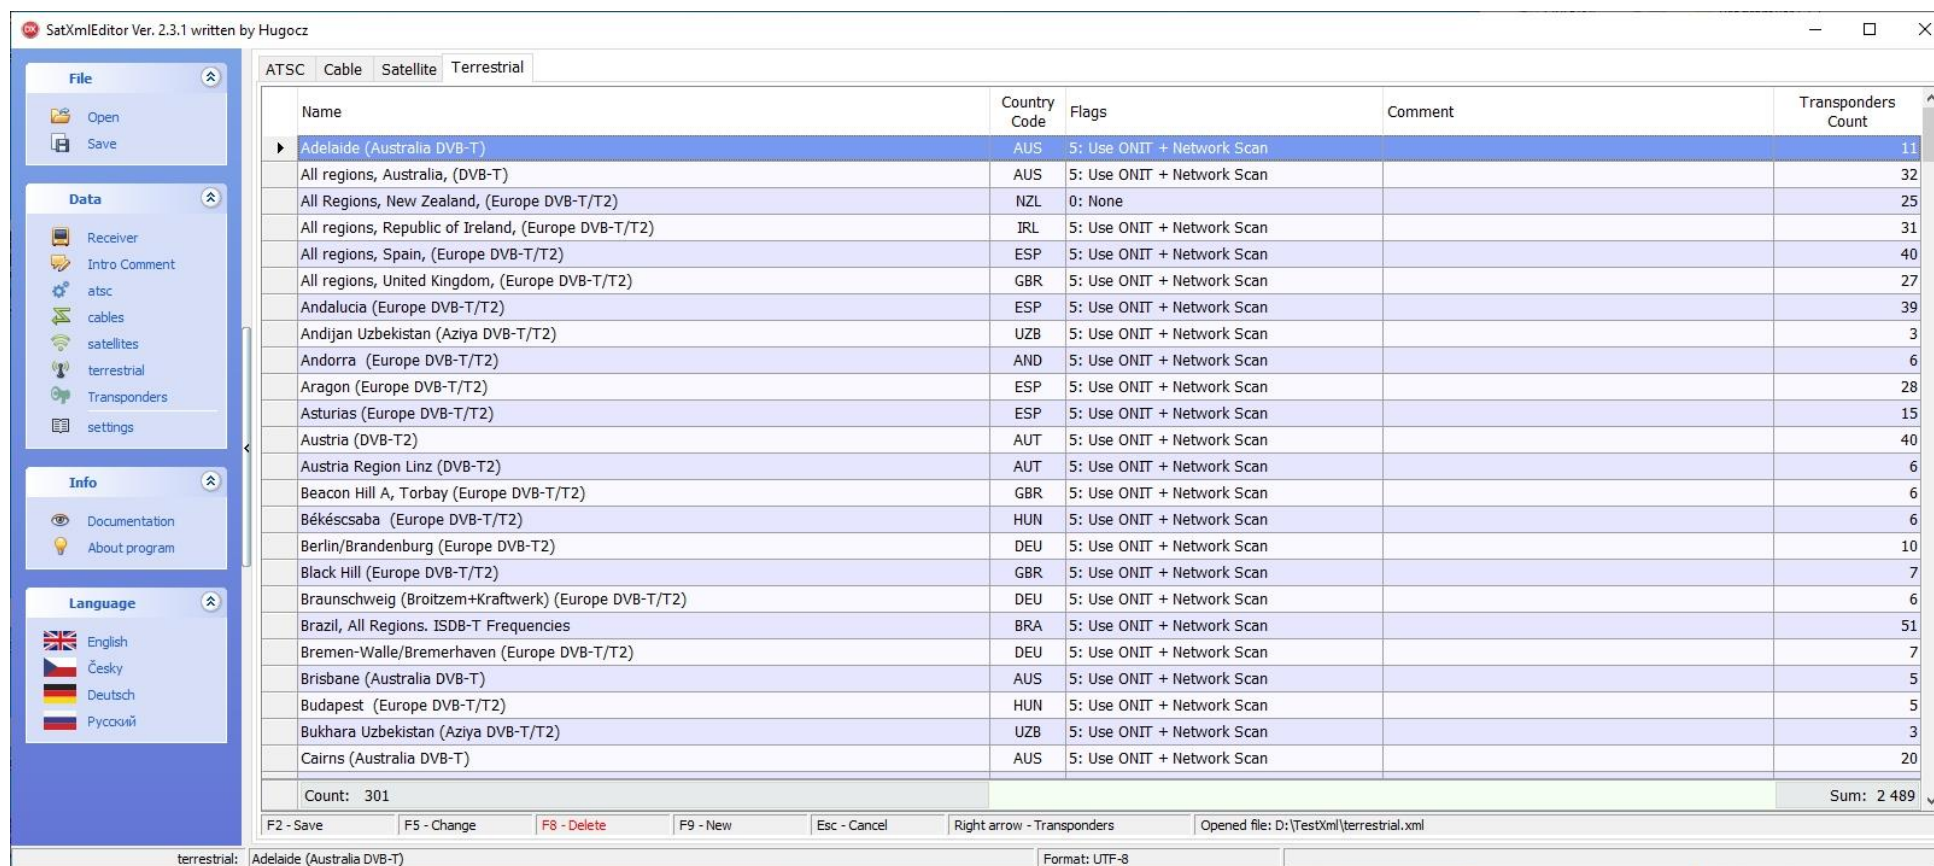 SatXmlEditor Ver. 2.3.1 written by Hugocz
File
Open
Save
Data
Receiver
Intro Comment
atsc
cables
satellites
terrestrial
Transponders
settings
Info
Documentation
About program
Language
English
Česky
Deutsch
Русский
ATSC Cable Satellite Terrestrial
Name Country Code Flags Comment Transponders Count
Adelaide (Australia DVB-T) AUS 5: Use ONIT + Network Scan 11
All regions, Australia, (DVB-T) AUS 5: Use ONIT + Network Scan 32
All Regions, New Zealand, (Europe DVB-T/T2) NZL 0: None 25
All regions, Republic of Ireland, (Europe DVB-T/T2) IRL 5: Use ONIT + Network Scan 31
All regions, Spain, (Europe DVB-T/T2) ESP 5: Use ONIT + Network Scan 40
All regions, United Kingdom, (Europe DVB-T/T2) GBR 5: Use ONIT + Network Scan 27
Andalucia (Europe DVB-T/T2) ESP 5: Use ONIT + Network Scan 39
Andijan Uzbekistan (Aziya DVB-T/T2) UZB 5: Use ONIT + Network Scan 3
Andorra (Europe DVB-T/T2) AND 5: Use ONIT + Network Scan 6
Aragon (Europe DVB-T/T2) ESP 5: Use ONIT + Network Scan 28
Asturias (Europe DVB-T/T2) ESP 5: Use ONIT + Network Scan 15
Austria (DVB-T2) AUT 5: Use ONIT + Network Scan 40
Austria Region Linz (DVB-T2) AUT 5: Use ONIT + Network Scan 6
Beacon Hill A, Torbay (Europe DVB-T/T2) GBR 5: Use ONIT + Network Scan 6
Békéscsaba (Europe DVB-T/T2) HUN 5: Use ONIT + Network Scan 6
Berlin/Brandenburg (Europe DVB-T2) DEU 5: Use ONIT + Network Scan 10
Black Hill (Europe DVB-T/T2) GBR 5: Use ONIT + Network Scan 7
Braunschweig (Broitzem+Kraftwerk) (Europe DVB-T/T2) DEU 5: Use ONIT + Network Scan 6
Brazil, All Regions. ISDB-T Frequencies BRA 5: Use ONIT + Network Scan 51
Bremen-Walle/Bremerhaven (Europe DVB-T/T2) DEU 5: Use ONIT + Network Scan 7
Brisbane (Australia DVB-T) AUS 5: Use ONIT + Network Scan 5
Budapest (Europe DVB-T/T2) HUN 5: Use ONIT + Network Scan 5
Bukhara Uzbekistan (Aziya DVB-T/T2) UZB 5: Use ONIT + Network Scan 3
Cairns (Australia DVB-T) AUS 5: Use ONIT + Network Scan 20
Count: 301 Sum: 2 489
F2 - Save F5 - Change F8 - Delete F9 - New Esc - Cancel Right arrow - Transponders Opened file: D:\TestXml\terrestrial.xml
terrestrial: Adelaide (Australia DVB-T) Format: UTF-8